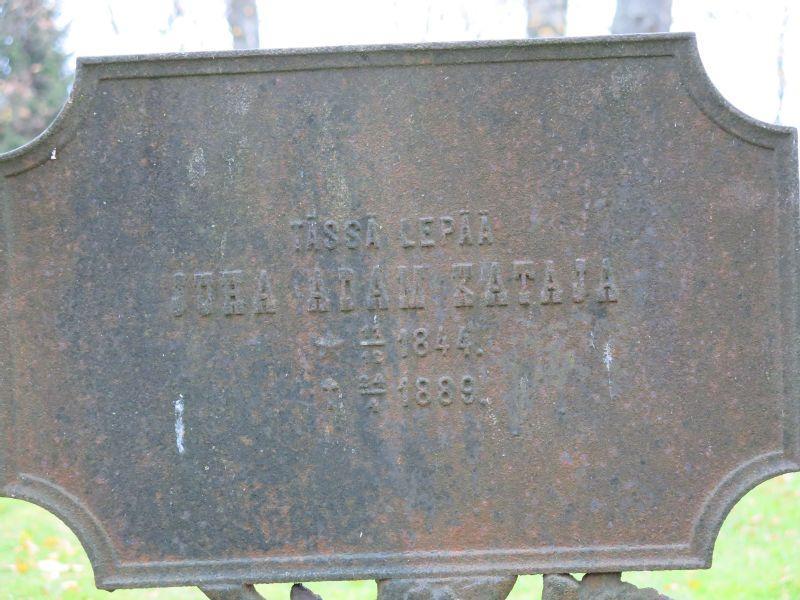 TÄSSÄ LEPÄÄ
JUHA ADAM KATAJA
1844.
1889.